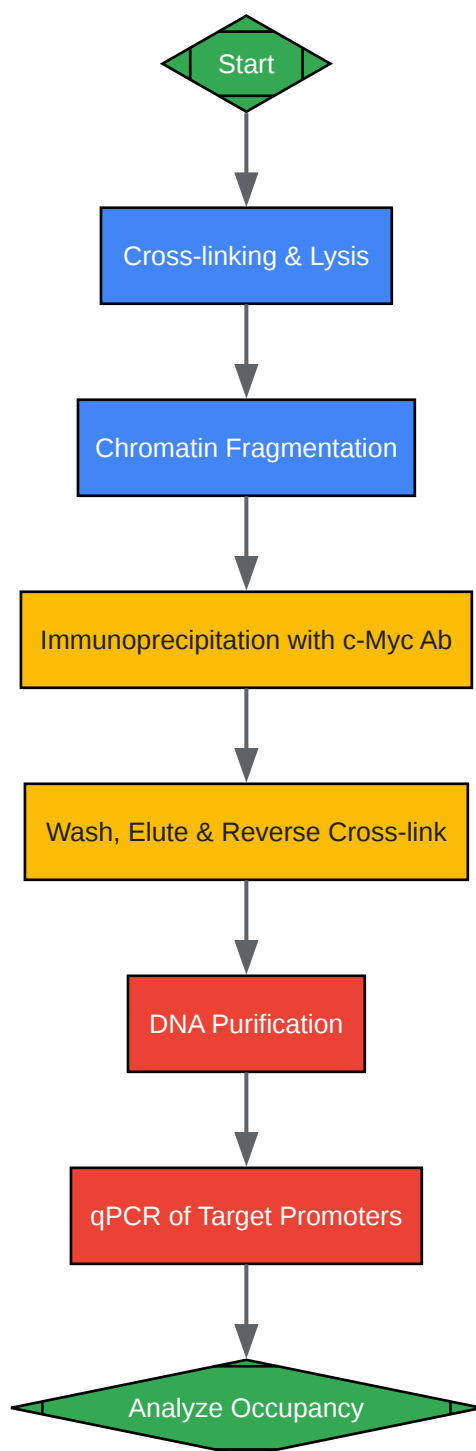 Start
Cross-linking & Lysis
Chromatin Fragmentation
Immunoprecipitation with c-Myc Ab
Wash, Elute & Reverse Cross-link
DNA Purification
qPCR of Target Promoters
Analyze Occupancy